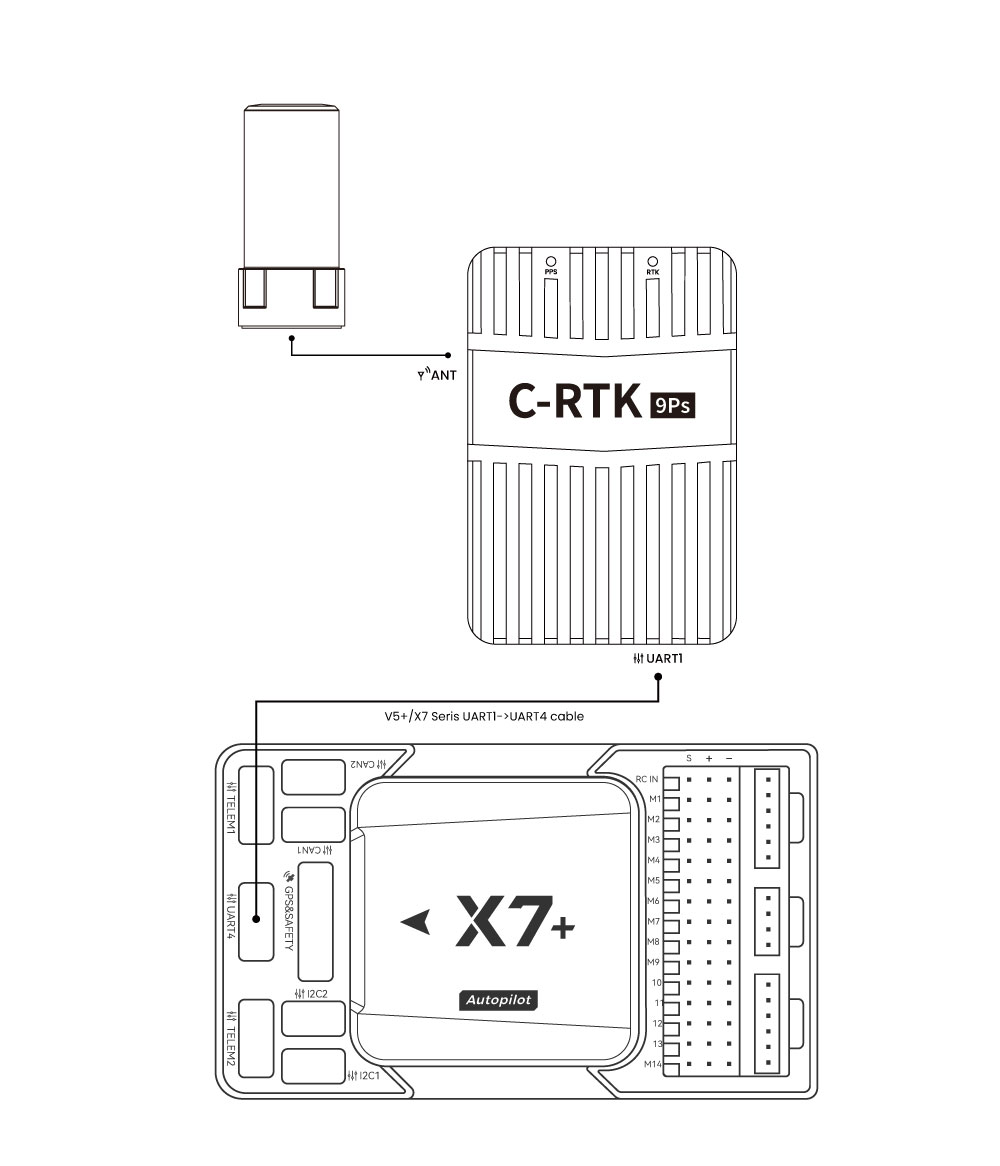 PPS
RTK
ANT
C-RTK 9Ps
UART1
V5+/X7 Seris UART1->UART4 cable
CAN2
S + −
RC IN
TELEM1
M1
M2
M3
CAN1
M4
GPS&SAFETY
M5
UART4
M6
X7+
M7
M8
M9
I2C2
10
Autopilot
11
TELEM2
12
13
I2C1
M14